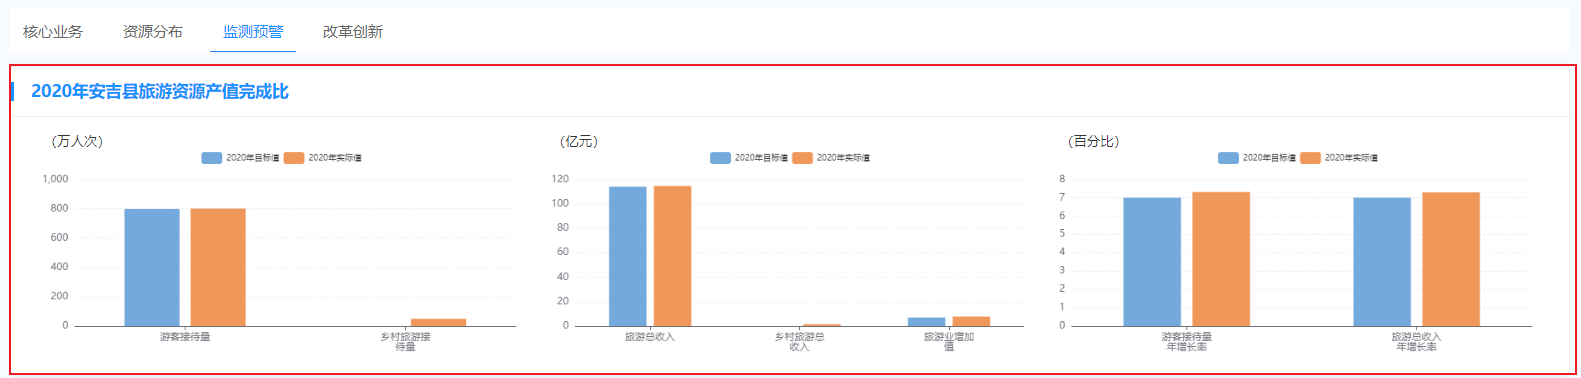 核心业务 资源分布 监测预警 改革创新
2020年安吉县旅游资源产值完成比
(万人次)
2020年目标值 2020年实际值
1,000
800
600
400
200
0
游客接待量
乡村旅游接
待量
(亿元)
2020年目标值 2020年实际值
120
100
80
60
40
20
0
旅游总收入
乡村旅游总
收入
旅游业增加
值
(百分比)
2020年目标值 2020年实际值
8
7
6
5
4
3
2
1
0
游客接待量
年增长率
旅游总收入
年增长率